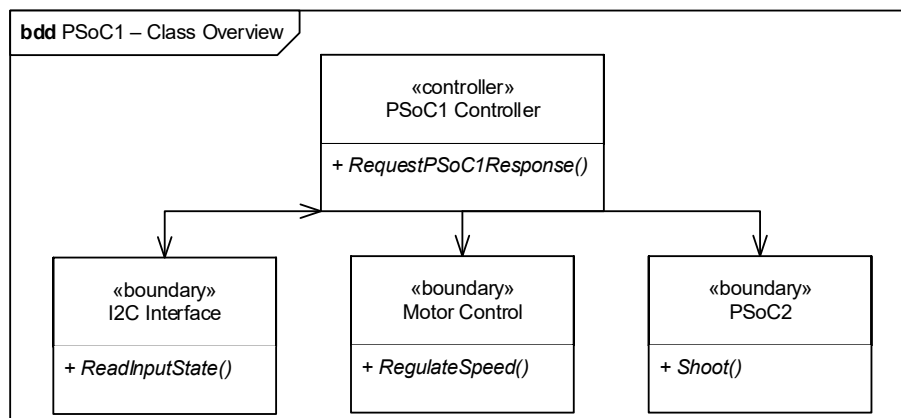 bdd PSoC1 – Class Overview
«controller»
PSoC1 Controller
+ RequestPSoC1Response()
«boundary»
I2C Interface
+ ReadInputState()
«boundary»
Motor Control
+ RegulateSpeed()
«boundary»
PSoC2
+ Shoot()